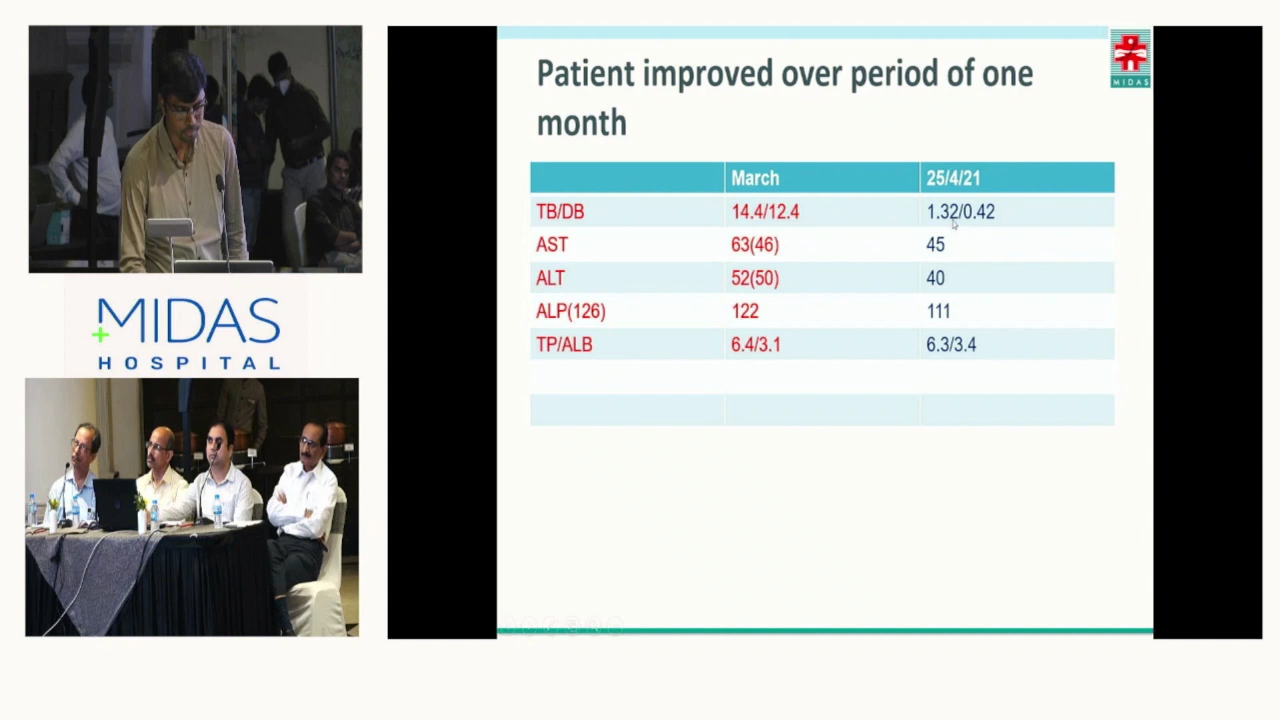 Patient improved over period of one
month
MIDAS
March 25/4/21
TB/DB 14.4/12.4 1.32/0.42
AST 63(46) 45
ALT 52(50) 40
ALP(126) 122 111
TP/ALB 6.4/3.1 6.3/3.4
MIDAS
HOSPITAL